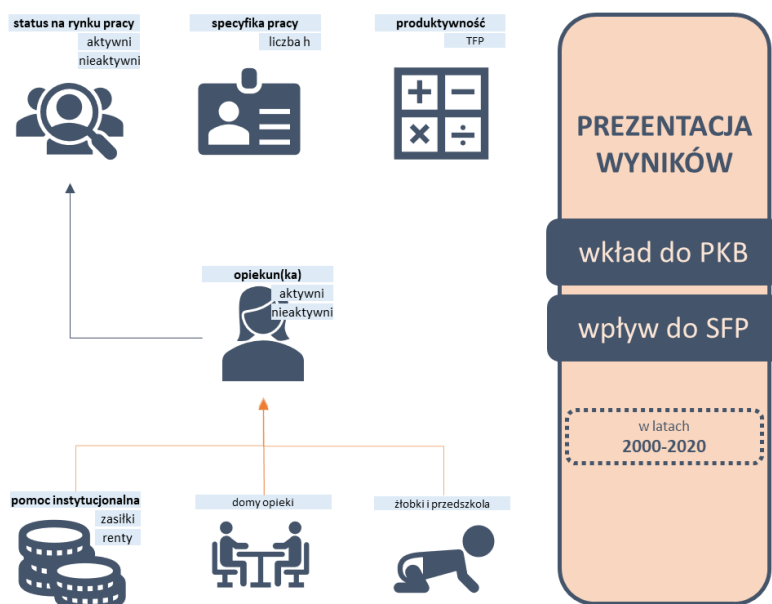 status na rynku pracy
aktywni
nieaktywni
specyfika pracy
liczba h
produktywność
TFP
opiekun(ka)
aktywni
nieaktywni
pomoc instytucjonalna
zasiłki
renty
domy opieki
żłobki i przedszkola
PREZENTACJA
WYNIKÓW
wkład do PKB
wpływ do SFP
w latach
2000-2020